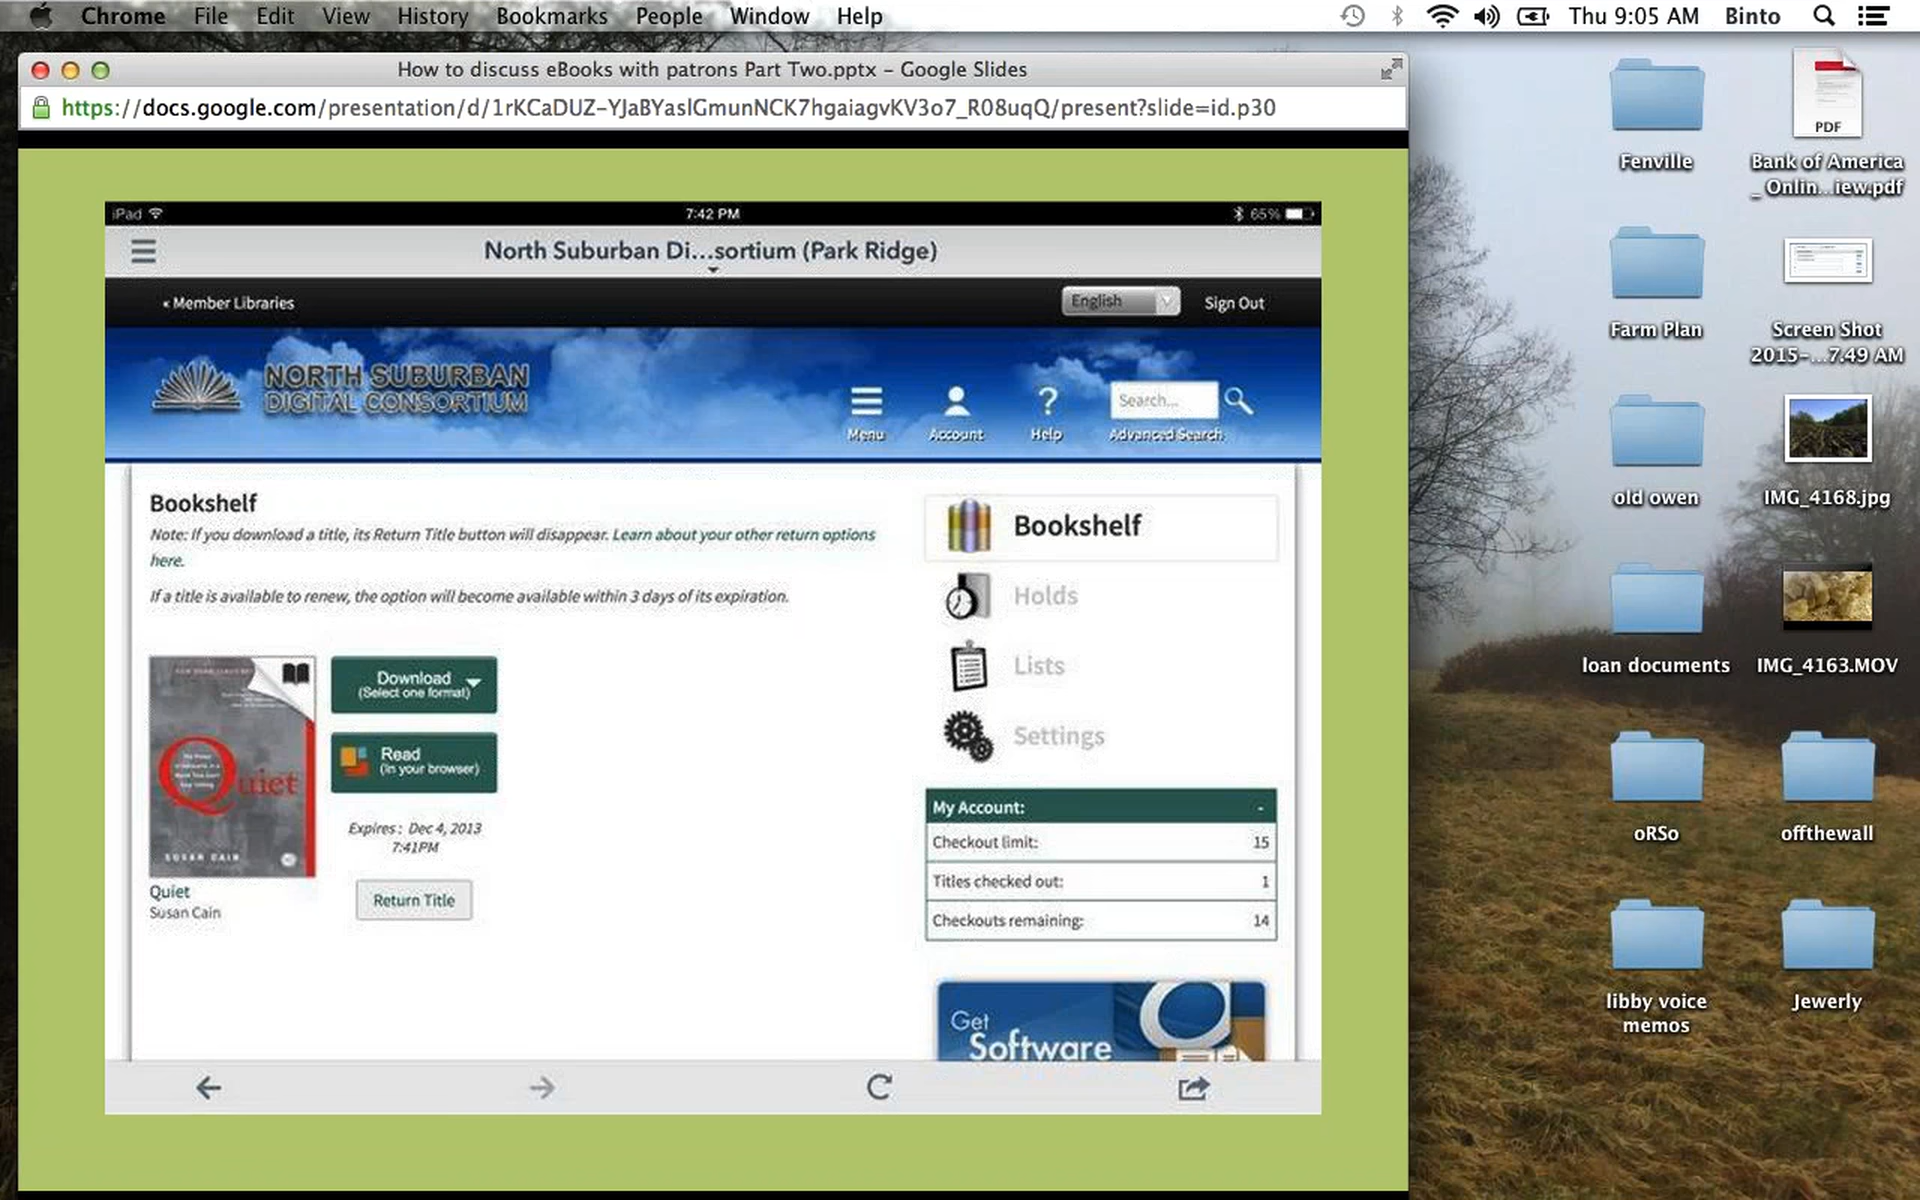 Chrome File Edit View History Bookmarks People Window Help Thu 9:05 AM Binto
How to discuss eBooks with patrons Part Two.pptx – Google Slides
https://docs.google.com/presentation/d/1rKCaDUZ-YJaBYaslGmunNCK7hgaiagvKV3o7_R08uqQ/present?slide=id.p30
iPad 7:42 PM 65%
North Suburban Di...sortium (Park Ridge)
« Member Libraries English Sign Out
NORTH SUBURBAN
DIGITAL CONSORTIUM
Search...
Menu Account Help Advanced Search
Bookshelf
Note: If you download a title, its Return Title button will disappear. Learn about your other return options
here.
If a title is available to renew, the option will become available within 3 days of its expiration.
Quiet
SUSAN CAIN
Quiet
Susan Cain
Download
(Select one format)
Read
(In your browser)
Expires : Dec 4, 2013
7:41PM
Return Title
Bookshelf
Holds
Lists
Settings
My Account: -
Checkout limit: 15
Titles checked out: 1
Checkouts remaining: 14
Get
Software
Fenville
PDF
Bank of America
_ Onlin...iew.pdf
Farm Plan
Screen Shot
2015-...7.49 AM
old owen
IMG_4168.jpg
loan documents
IMG_4163.MOV
oRSo
offthewall
libby voice
memos
Jewerly